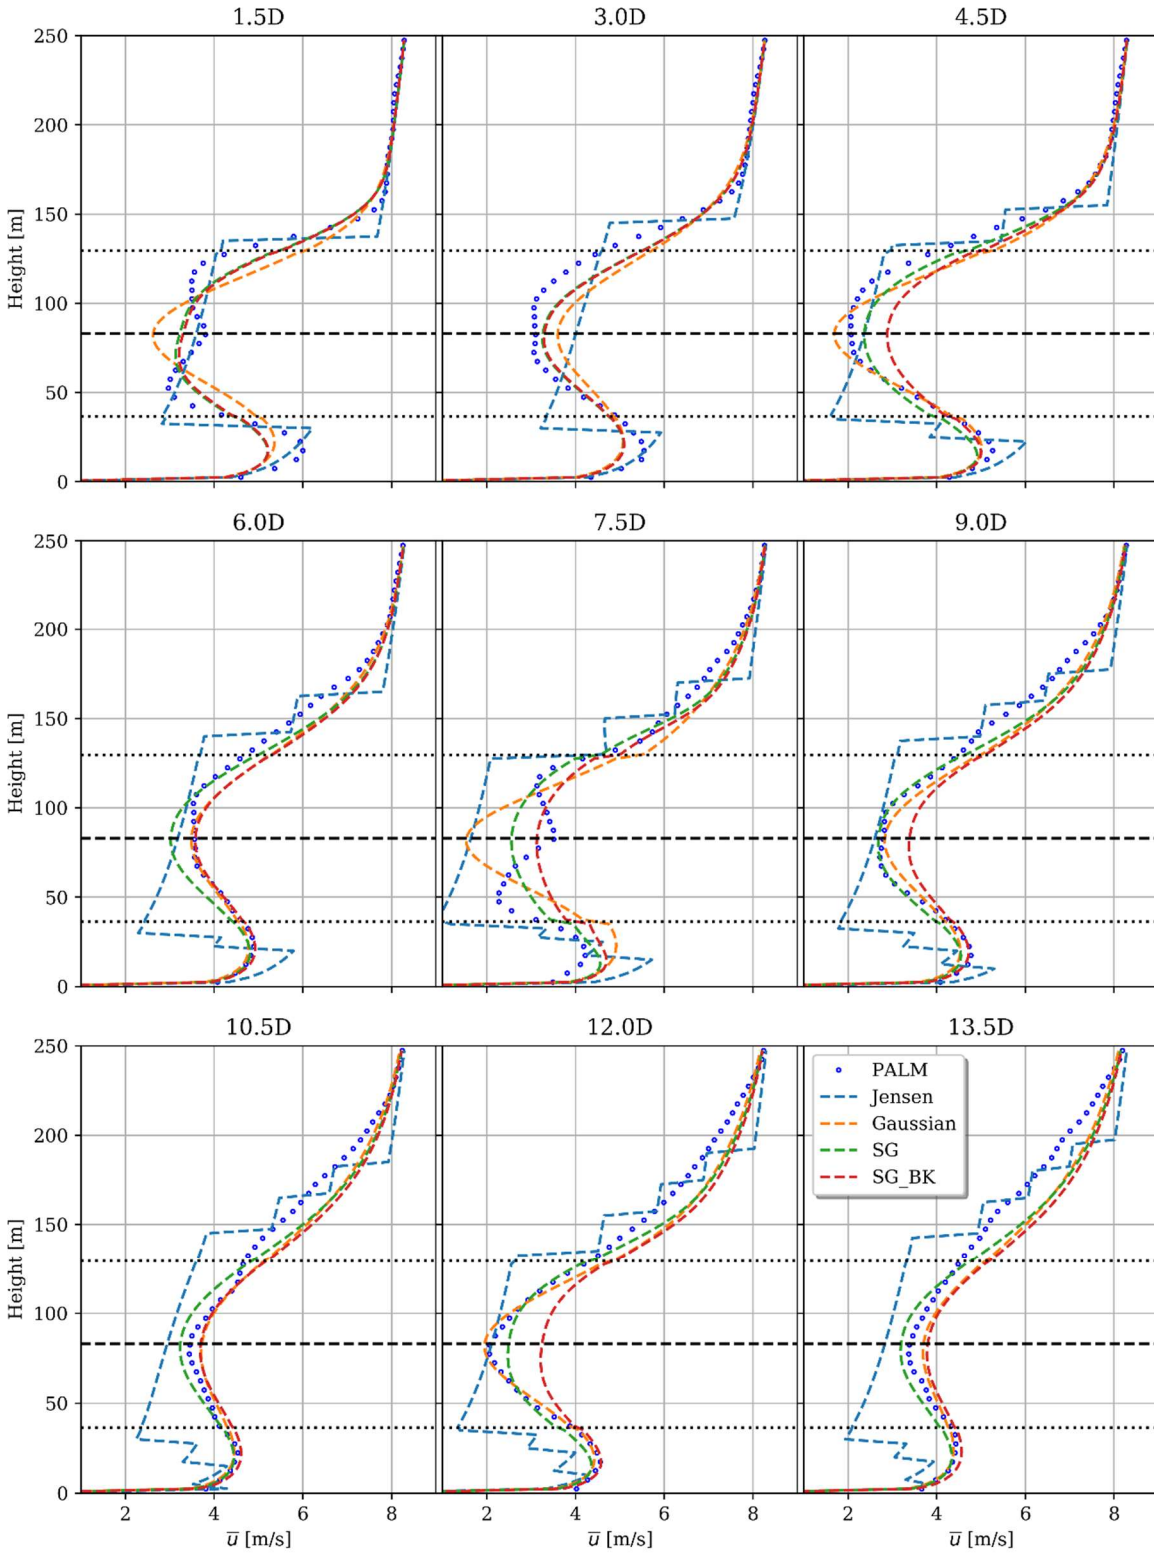 1.5D 3.0D 4.5D
250
200
150
100
50
0
Height [m]
6.0D 7.5D 9.0D
250
200
150
100
50
0
Height [m]
10.5D 12.0D 13.5D
250
200
150
100
50
0
Height [m]
PALM
Jensen
Gaussian
SG
SG_BK
2 4 6 8 2 4 6 8 2 4 6 8
u̅ [m/s] u̅ [m/s] u̅ [m/s]